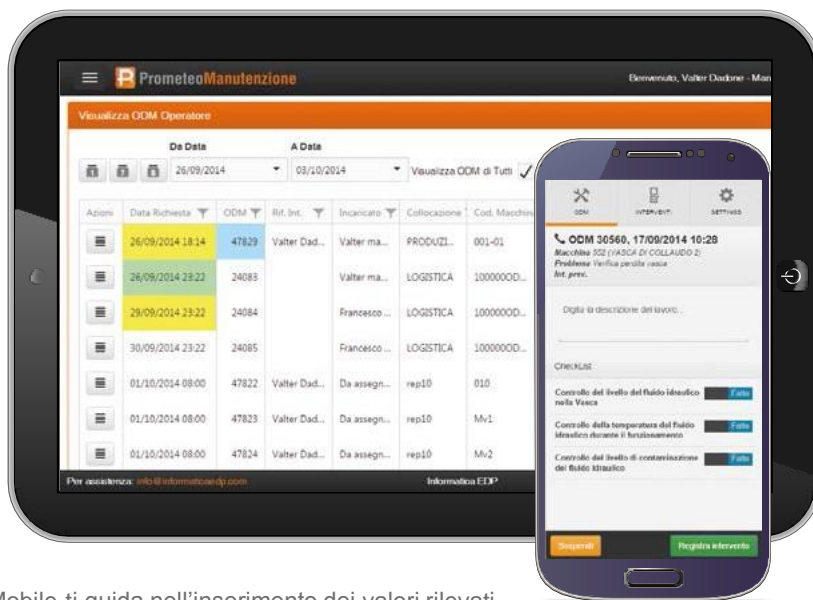 PrometeoManutenzione
Benvenuto, Valter Dadone - Man
Visualizza ODM Operatore
Da Data A Data
26/09/2014 03/10/2014 Visualizza ODM di Tutti
Azioni Data Richiesta ODM Rif. Int. Incaricato Collocazione Cod. Macchin
26/09/2014 18:14 47829 Valter Dad... Valter ma... PRODUZI... 001-01
26/09/2014 23:22 24083 Valter ma... LOGISTICA 100000OD...
29/09/2014 23:22 24084 Francesco ... LOGISTICA 100000OD...
30/09/2014 23:22 24085 Francesco ... LOGISTICA 100000OD...
01/10/2014 08:00 47822 Valter Dad... Da assegn... rep10 010
01/10/2014 08:00 47823 Valter Dad... Da assegn... rep10 Mv1
01/10/2014 08:00 47824 Valter Dad... Da assegn... rep10 Mv2
Per assistenza: info@informaticaedp.com Informatica EDP
ODM INTERVENTI SETTINGS
ODM 30560, 17/09/2014 10:28
Macchina 552 (VASCA DI COLLAUDO 2)
Problema Verifica perdita vasca
Int. prev.
Digita la descrizione del lavoro...
CheckList
Controllo del livello del fluido idraulico
nella Vasca
Fatto
Controllo della temperatura del fluido
idraulico durante il funzionamento
Fatto
Controllo del livello di contaminazione
del fluido idraulico
Fatto
Sospendi Registra intervento
Mobile ti guida nell'inserimento dei valori rilevati